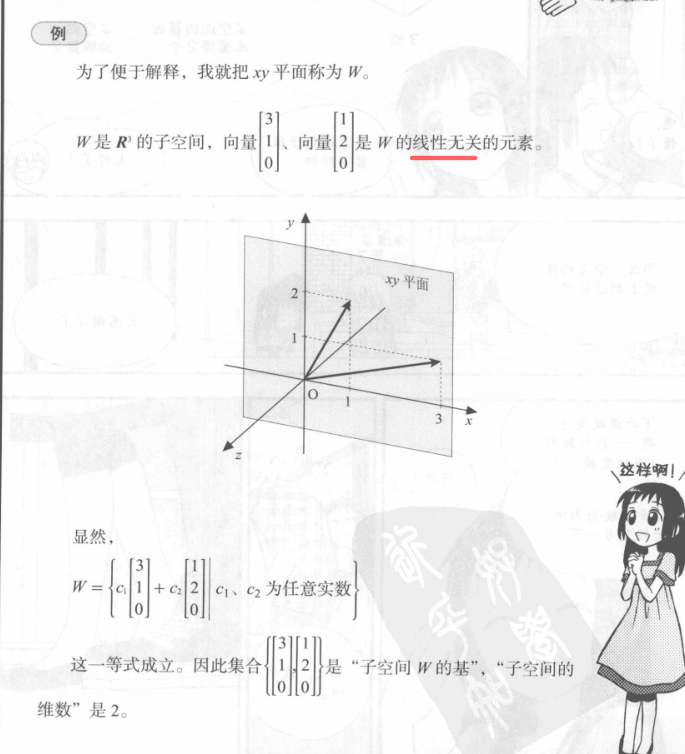 例
为了便于解释，我就把 xy 平面称为 W。
W 是 R³ 的子空间，向量[3 1 0]、向量[1 2 0]是 W 的线性无关的元素。
y
xy 平面
2
1
O
1
3
x
z
这样啊！
显然，
W = {c₁[3 1 0] + c₂[1 2 0] | c₁、c₂ 为任意实数}
这一等式成立。因此集合{[3 1 0],[1 2 0]}是“子空间 W 的基”，“子空间的
维数”是 2。